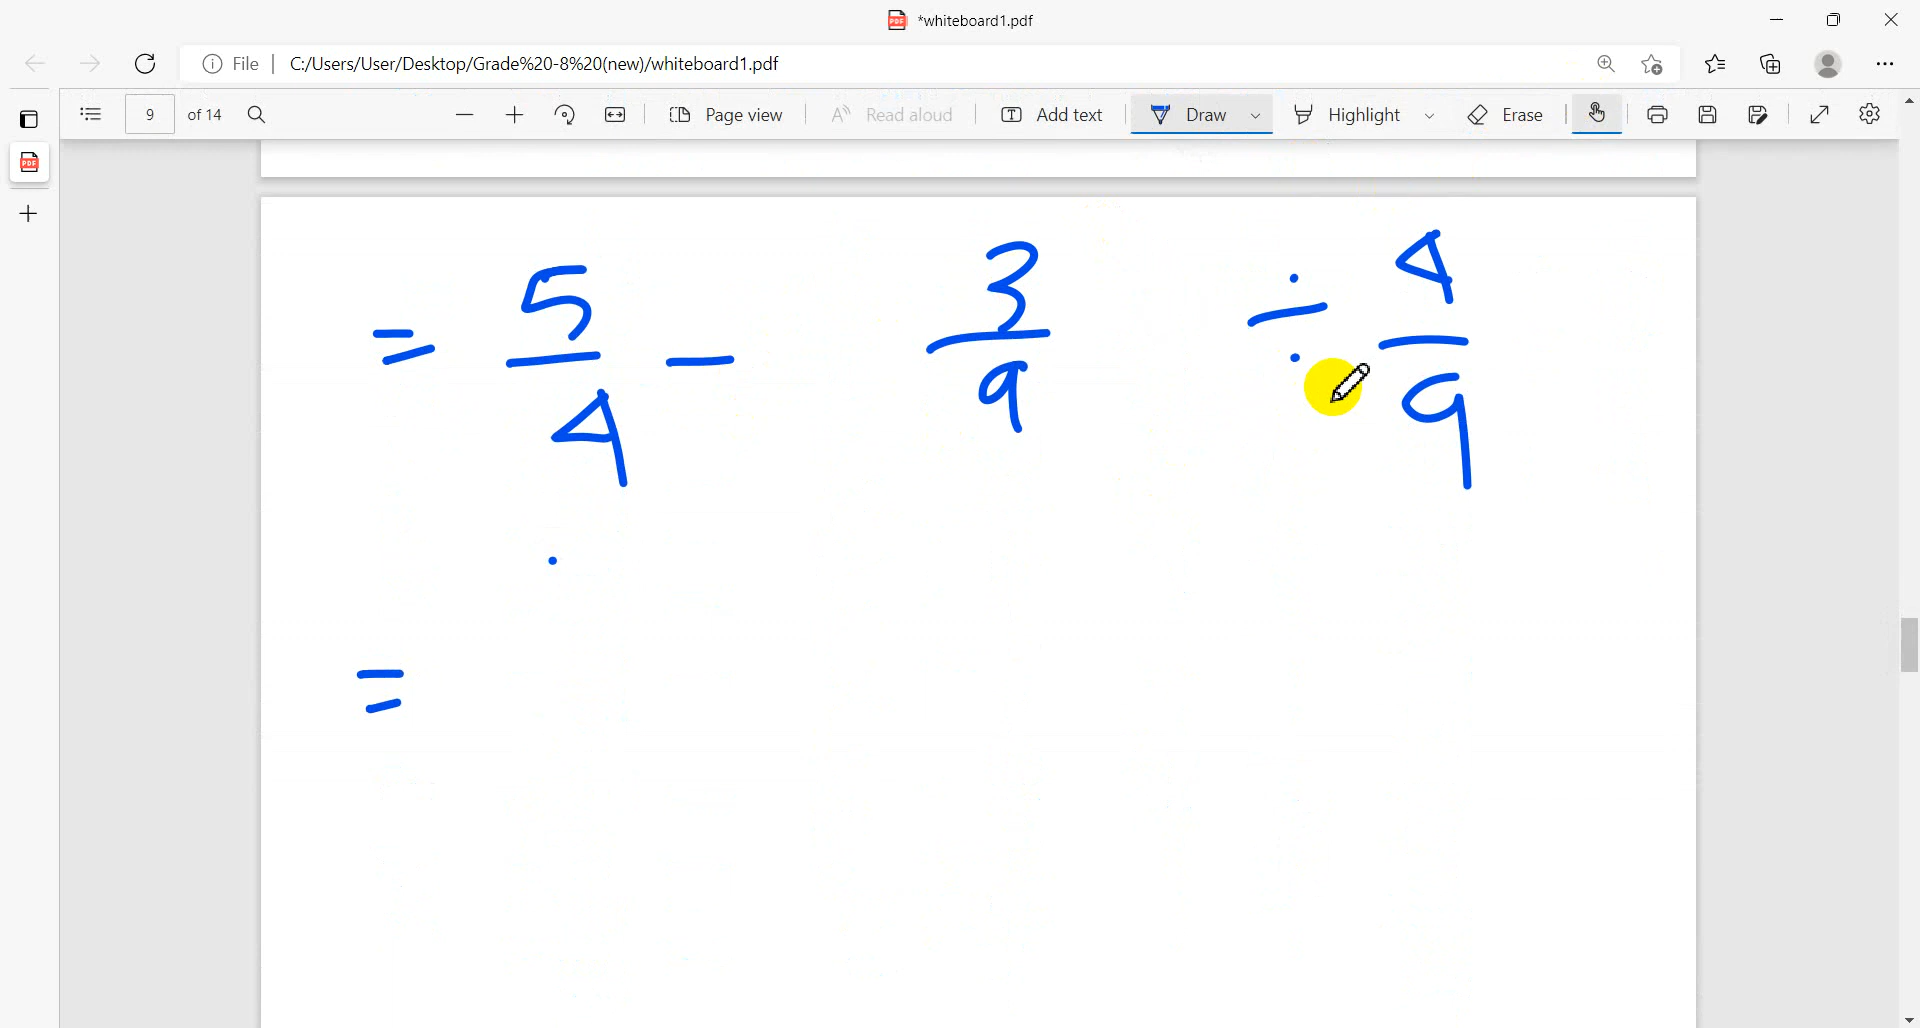 *whiteboard1.pdf
File | C:/Users/User/Desktop/Grade%20-8%20(new)/whiteboard1.pdf
9 of 14 Page view Read aloud Add text Draw Highlight Erase
= 5/4 - 3/9 ÷ 4/9
=